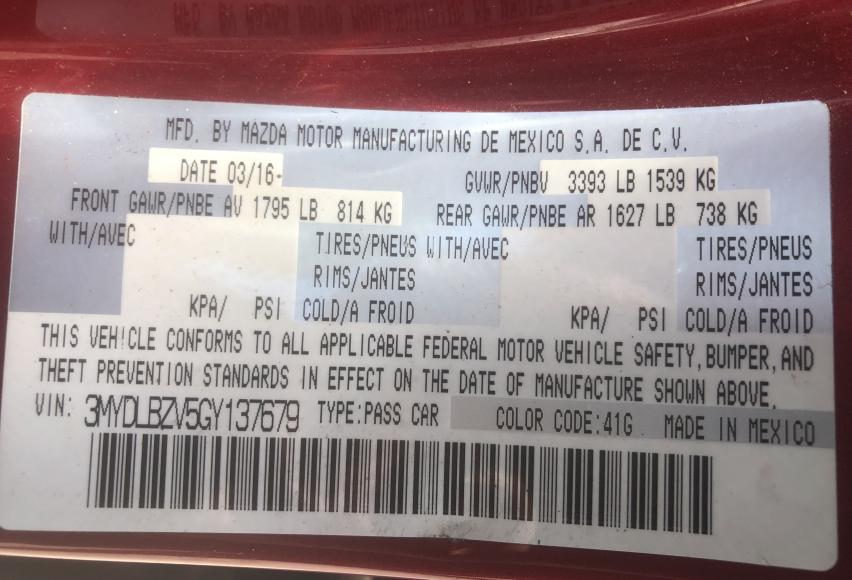 MFD. BY MAZDA MOTOR MANUFACTURING DE MEXICO S.A. DE C.V.
DATE 03/16- GVWR/PNBV 3393 LB 1539 KG
FRONT GAWR/PNBE AV 1795 LB 814 KG REAR GAWR/PNBE AR 1627 LB 738 KG
WITH/AVEC TIRES/PNEUS WITH/AVEC TIRES/PNEUS
RIMS/JANTES RIMS/JANTES
KPA/ PSI COLD/A FROID KPA/ PSI COLD/A FROID
THIS VEHICLE CONFORMS TO ALL APPLICABLE FEDERAL MOTOR VEHICLE SAFETY, BUMPER, AND
THEFT PREVENTION STANDARDS IN EFFECT ON THE DATE OF MANUFACTURE SHOWN ABOVE.
VIN: 3MYDLBZV5GY137679 TYPE:PASS CAR COLOR CODE:41G MADE IN MEXICO